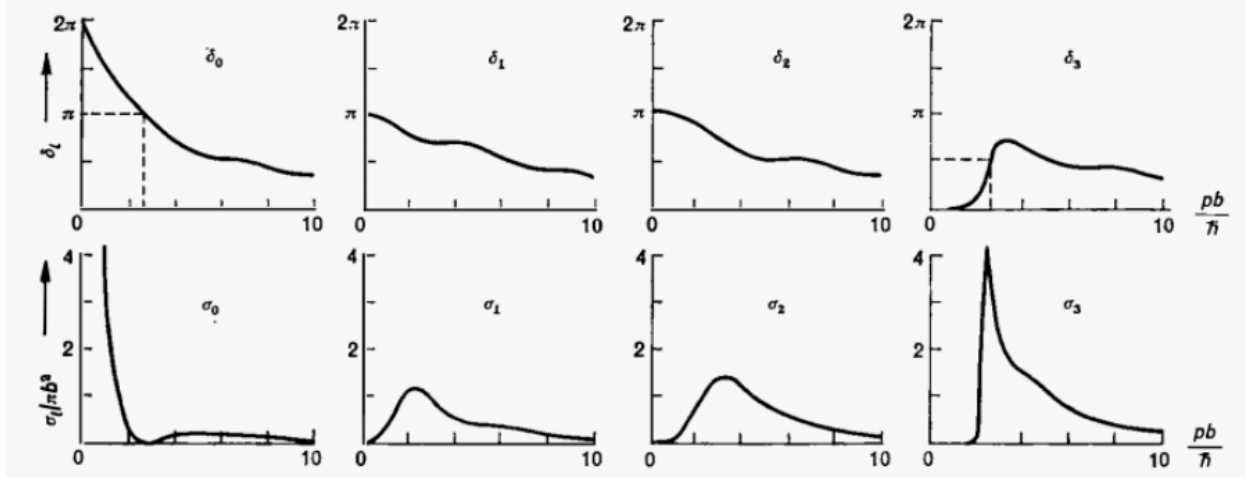 2π 2π 2π 2π
δ₀ δ₁ δ₂ δ₃
π π π π
δₗ
0 10 0 10 0 10 0 10
pb/ħ
4 4 4 4
σ₀ σ₁ σ₂ σ₃
2 2 2 2
σₗ/πb²
0 10 0 10 0 10 0 10
pb/ħ